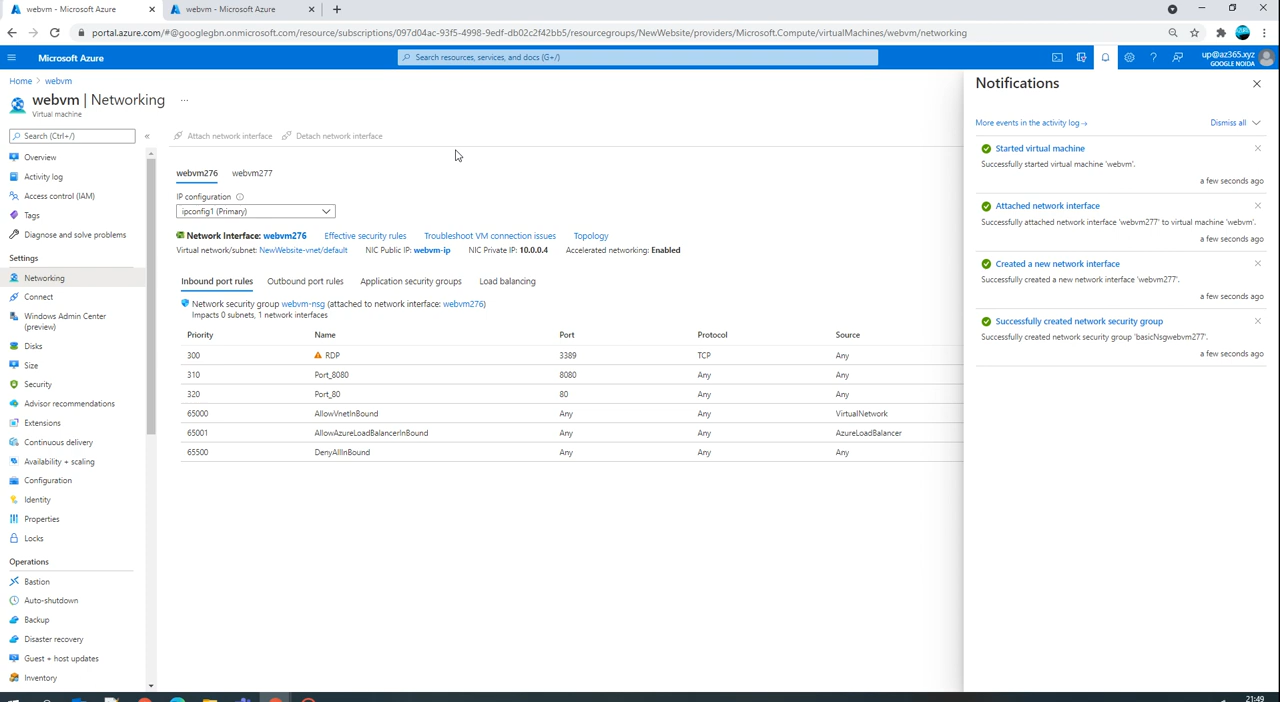 webvm - Microsoft Azure
webvm - Microsoft Azure
portal.azure.com/#@googlegbn.onmicrosoft.com/resource/subscriptions/097d04ac-93f5-4998-9edf-db02c2f42bb5/resourcegroups/NewWebsite/providers/Microsoft.Compute/virtualMachines/webvm/networking
Microsoft Azure
Search resources, services, and docs (G+/)
up@az365.xyz
GOOGLE NOIDA
Home > webvm
webvm | Networking ...
Virtual machine
Search (Ctrl+/)
«
Overview
Activity log
Access control (IAM)
Tags
Diagnose and solve problems
Settings
Networking
Connect
Windows Admin Center
(preview)
Disks
Size
Security
Advisor recommendations
Extensions
Continuous delivery
Availability + scaling
Configuration
Identity
Properties
Locks
Operations
Bastion
Auto-shutdown
Backup
Disaster recovery
Guest + host updates
Inventory
Attach network interface Detach network interface
webvm276 webvm277
IP configuration
ipconfig1 (Primary)
Network Interface: webvm276 Effective security rules Troubleshoot VM connection issues Topology
Virtual network/subnet: NewWebsite-vnet/default NIC Public IP: webvm-ip NIC Private IP: 10.0.0.4 Accelerated networking: Enabled
Inbound port rules Outbound port rules Application security groups Load balancing
Network security group webvm-nsg (attached to network interface: webvm276)
Impacts 0 subnets, 1 network interfaces
Priority Name Port Protocol Source
300 RDP 3389 TCP Any
310 Port_8080 8080 Any Any
320 Port_80 80 Any Any
65000 AllowVnetInBound Any Any VirtualNetwork
65001 AllowAzureLoadBalancerInBound Any Any AzureLoadBalancer
65500 DenyAllInBound Any Any Any
Notifications
More events in the activity log→ Dismiss all
Started virtual machine
Successfully started virtual machine 'webvm'.
a few seconds ago
Attached network interface
Successfully attached network interface 'webvm277' to virtual machine 'webvm'.
a few seconds ago
Created a new network interface
Successfully created a new network interface 'webvm277'.
a few seconds ago
Successfully created network security group
Successfully created network security group 'basicNsgwebvm277'.
a few seconds ago
21:49